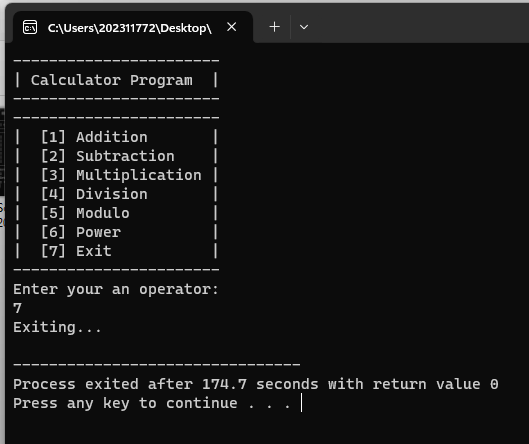 C:\Users\202311772\Desktop\
-----------------------
| Calculator Program  |
-----------------------
-----------------------
|  [1] Addition       |
|  [2] Subtraction    |
|  [3] Multiplication |
|  [4] Division       |
|  [5] Modulo         |
|  [6] Power          |
|  [7] Exit           |
-----------------------
Enter your an operator:
7
Exiting...
--------------------------------
Process exited after 174.7 seconds with return value 0
Press any key to continue . . .